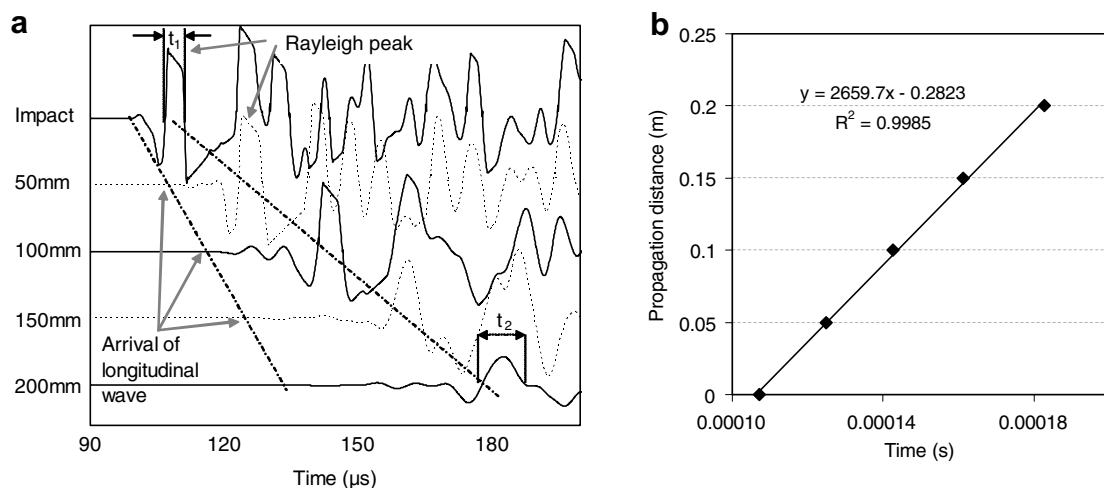 a
t₁
Rayleigh peak
Impact
50mm
100mm
150mm
t₂
Arrival of
longitudinal
wave
200mm
90
120
150
180
Time (µs)
b
0.25
y = 2659.7x - 0.2823
R² = 0.9985
0.2
0.15
0.1
0.05
0
Propagation distance (m)
0.00010
0.00014
0.00018
Time (s)